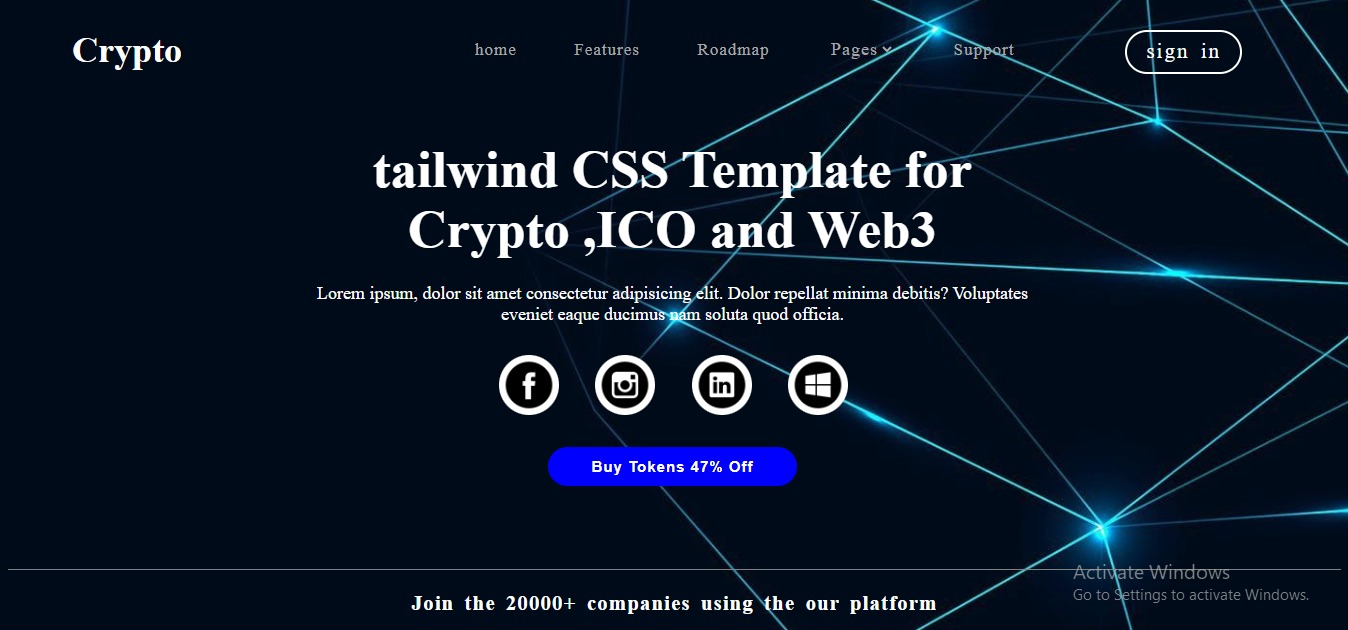 Crypto
home Features Roadmap Pages Support
sign in
tailwind CSS Template for
Crypto ,ICO and Web3
Lorem ipsum, dolor sit amet consectetur adipisicing elit. Dolor repellat minima debitis? Voluptates
eveniet eaque ducimus nam soluta quod officia.
Buy Tokens 47% Off
Activate Windows
Go to Settings to activate Windows.
Join the 20000+ companies using the our platform